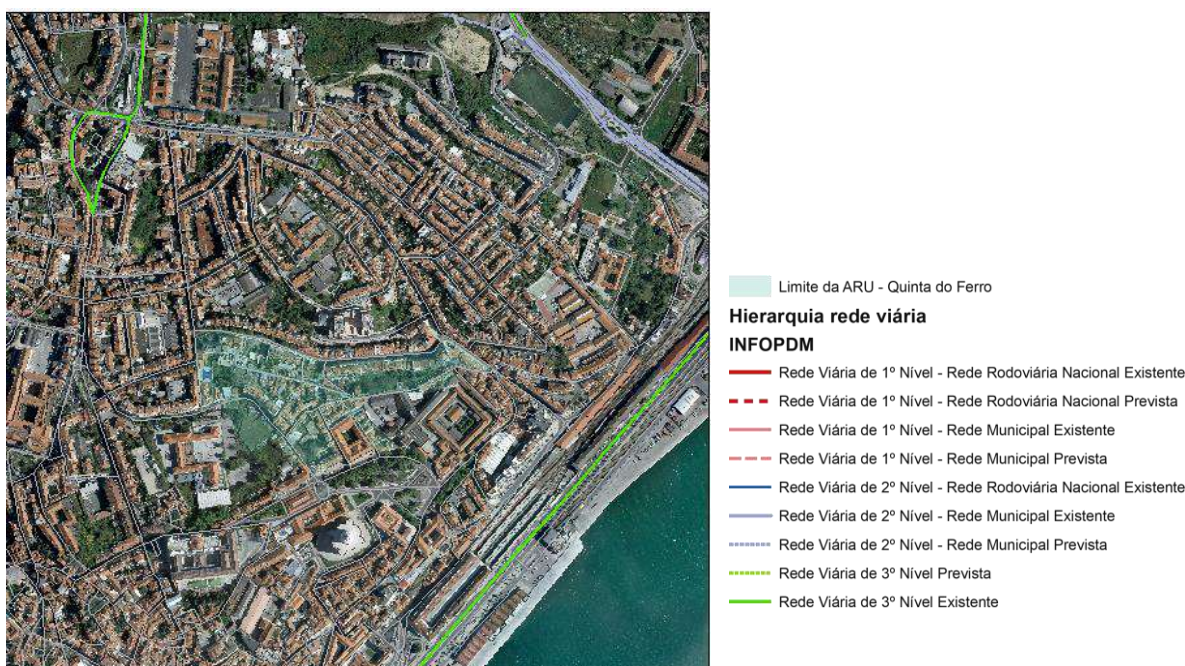 Limite da ARU - Quinta do Ferro
Hierarquia rede viária
INFOPDM
Rede Viária de 1º Nível - Rede Rodoviária Nacional Existente
Rede Viária de 1º Nível - Rede Rodoviária Nacional Prevista
Rede Viária de 1º Nível - Rede Municipal Existente
Rede Viária de 1º Nível - Rede Municipal Prevista
Rede Viária de 2º Nível - Rede Rodoviária Nacional Existente
Rede Viária de 2º Nível - Rede Municipal Existente
Rede Viária de 2º Nível - Rede Municipal Prevista
Rede Viária de 3º Nível Prevista
Rede Viária de 3º Nível Existente